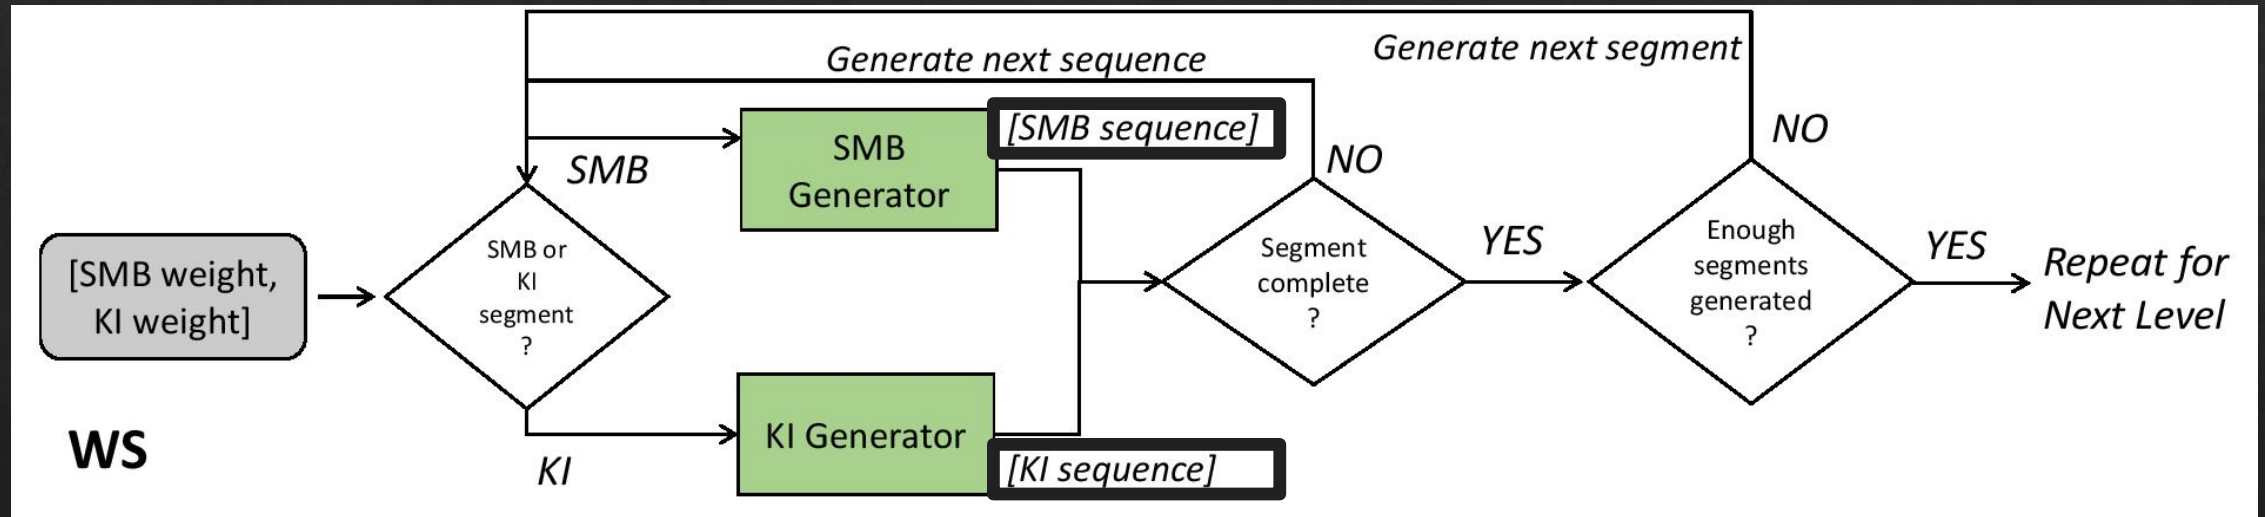 Generate next segment
Generate next sequence
[SMB sequence]
NO
NO
SMB
SMB
Generator
[SMB weight,
KI weight]
SMB or
KI
segment
?
Segment
complete
?
YES
Enough
segments
generated
?
YES
Repeat for
Next Level
WS
KI
KI Generator
[KI sequence]